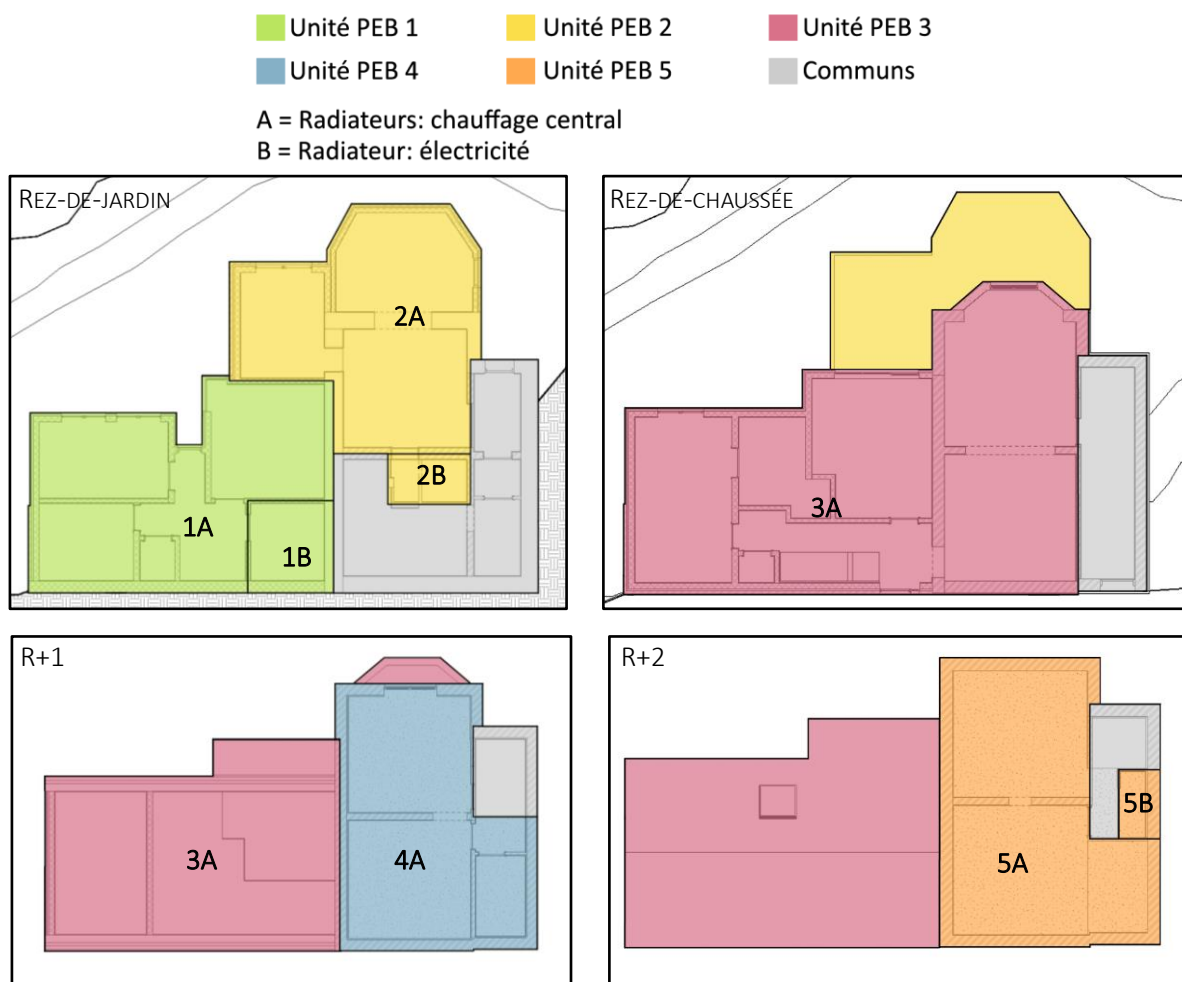 Unité PEB 1 Unité PEB 2 Unité PEB 3
Unité PEB 4 Unité PEB 5 Communs
A = Radiateurs: chauffage central
B = Radiateur: électricité
REZ-DE-JARDIN
2A
2B
1A
1B
REZ-DE-CHAUSSÉE
3A
R+1
3A
4A
R+2
5B
5A